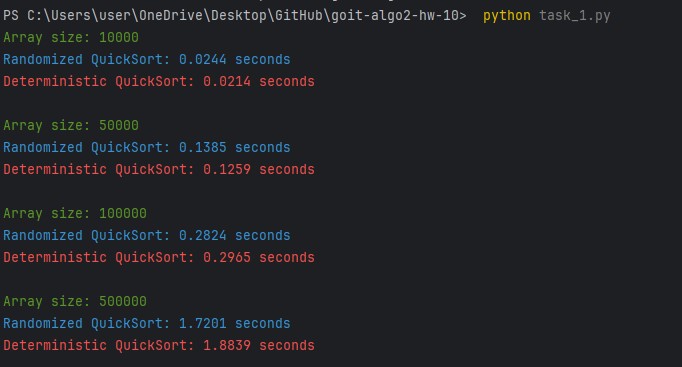 PS C:\Users\user\OneDrive\Desktop\GitHub\goit-algo2-hw-10> python task_1.py
Array size: 10000
Randomized QuickSort: 0.0244 seconds
Deterministic QuickSort: 0.0214 seconds
Array size: 50000
Randomized QuickSort: 0.1385 seconds
Deterministic QuickSort: 0.1259 seconds
Array size: 100000
Randomized QuickSort: 0.2824 seconds
Deterministic QuickSort: 0.2965 seconds
Array size: 500000
Randomized QuickSort: 1.7201 seconds
Deterministic QuickSort: 1.8839 seconds